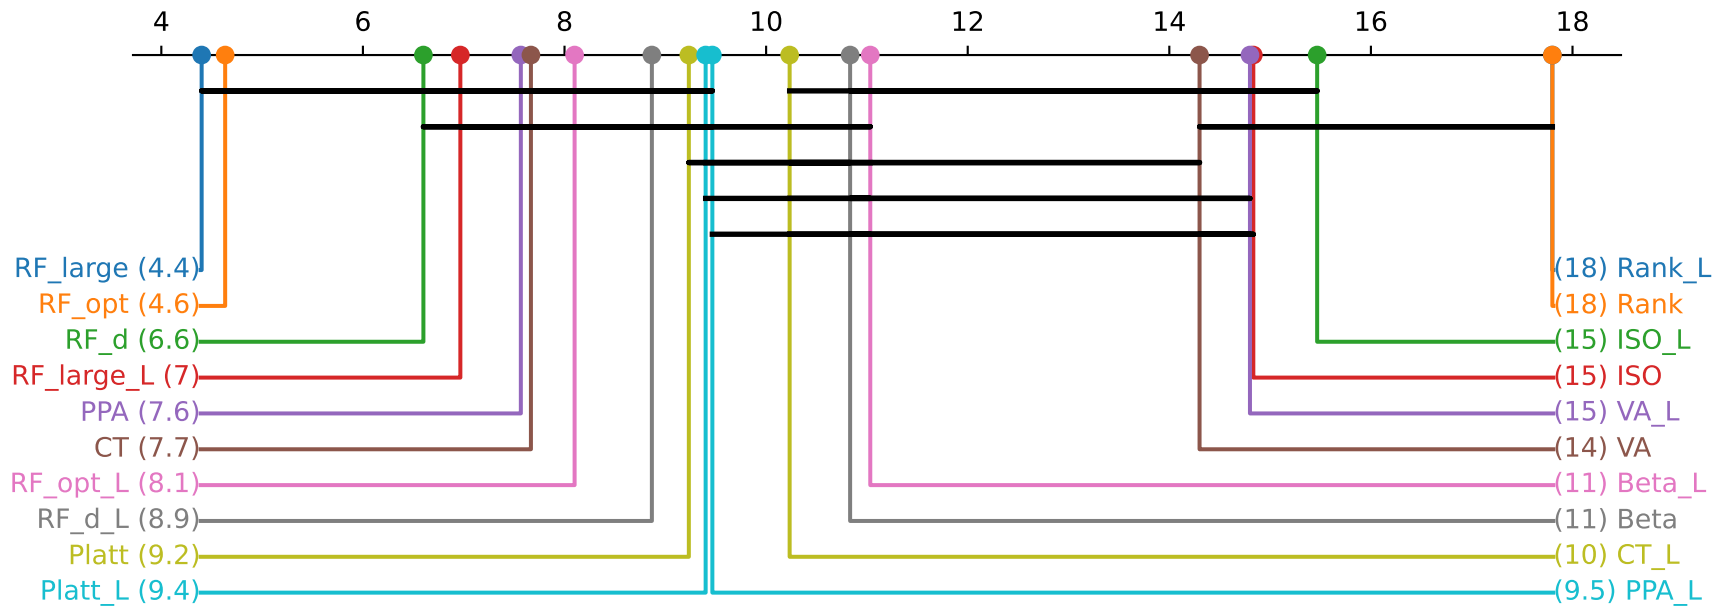 4 6 8 10 12 14 16 18
RF_large (4.4) (18) Rank_L
RF_opt (4.6) (18) Rank
RF_d (6.6) (15) ISO_L
RF_large_L (7) (15) ISO
PPA (7.6) (15) VA_L
CT (7.7) (14) VA
RF_opt_L (8.1) (11) Beta_L
RF_d_L (8.9) (11) Beta
Platt (9.2) (10) CT_L
Platt_L (9.4) (9.5) PPA_L